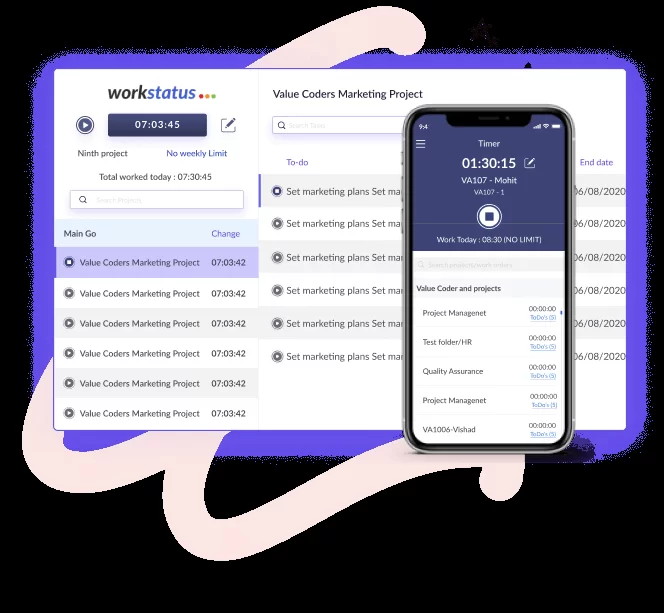 workstatus
07:03:45
Ninth project No weekly Limit
Total worked today : 07:30:45
Search Projects
Main Go Change
Value Coders Marketing Project 07:03:42
Value Coders Marketing Project 07:03:42
Value Coders Marketing Project 07:03:42
Value Coders Marketing Project 07:03:42
Value Coders Marketing Project 07:03:42
Value Coders Marketing Project 07:03:42
Value Coders Marketing Project
Search Tasks
To-do End date
Set marketing plans Set ma 06/08/2020
Set marketing plans Set ma 06/08/2020
Set marketing plans Set ma 06/08/2020
Set marketing plans Set ma 06/08/2020
Set marketing plans Set ma 06/08/2020
Set marketing plans Set ma 06/08/2020
9:4
Timer
01:30:15
VA107 - Mohit
VA107 - 1
Work Today : 08:30 (NO LIMIT)
Search projects/work orders
Value Coder and projects
Project Managenet 00:00:00
ToDo's (5)
Test folder/HR 00:00:00
ToDo's (5)
Quality Assurance 00:00:00
ToDo's (5)
Project Managenet 00:00:00
ToDo's (5)
VA1006-Vishad 00:00:00
ToDo's (5)